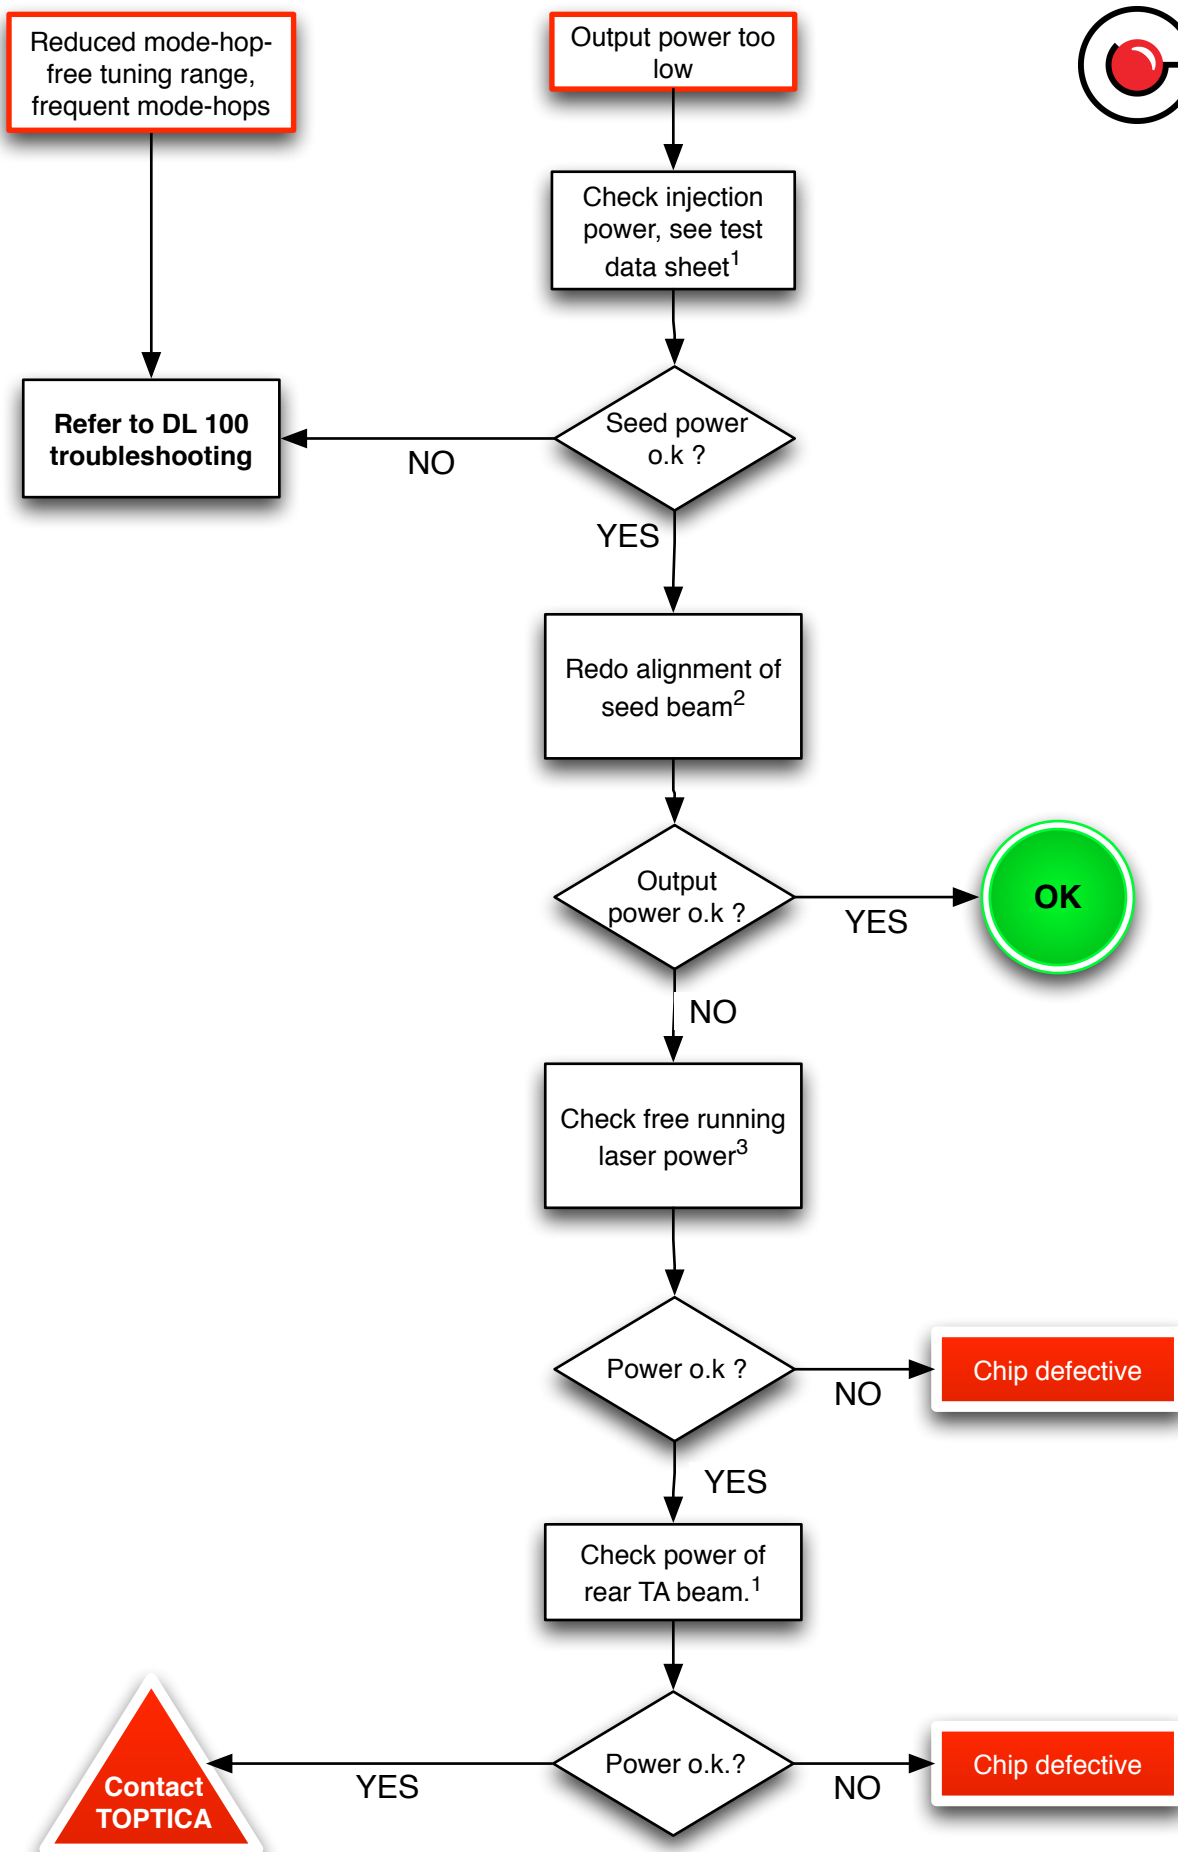 Reduced mode-hop-
free tuning range,
frequent mode-hops
Output power too
low
Check injection
power, see test
data sheet1
Refer to DL 100
troubleshooting
NO
Seed power
o.k ?
YES
Redo alignment of
seed beam2
Output
power o.k ?
YES
OK
NO
Check free running
laser power3
Power o.k ?
NO
Chip defective
YES
Check power of
rear TA beam.1
Contact
TOPTICA
YES
Power o.k.?
NO
Chip defective